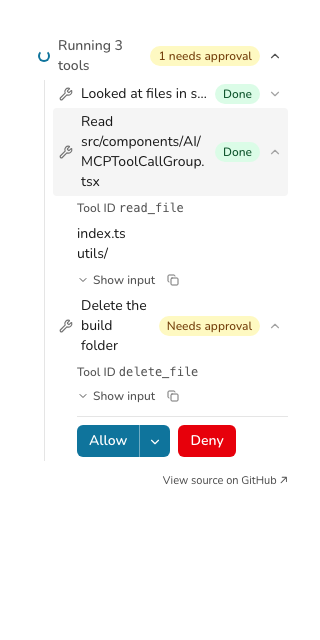 Running 3
tools
1 needs approval
Looked at files in s...
Done
Read
src/components/AI/
MCPToolCallGroup.
tsx
Done
Tool ID read_file
index.ts
utils/
Show input
Delete the
build
folder
Needs approval
Tool ID delete_file
Show input
Allow
Deny
View source on GitHub